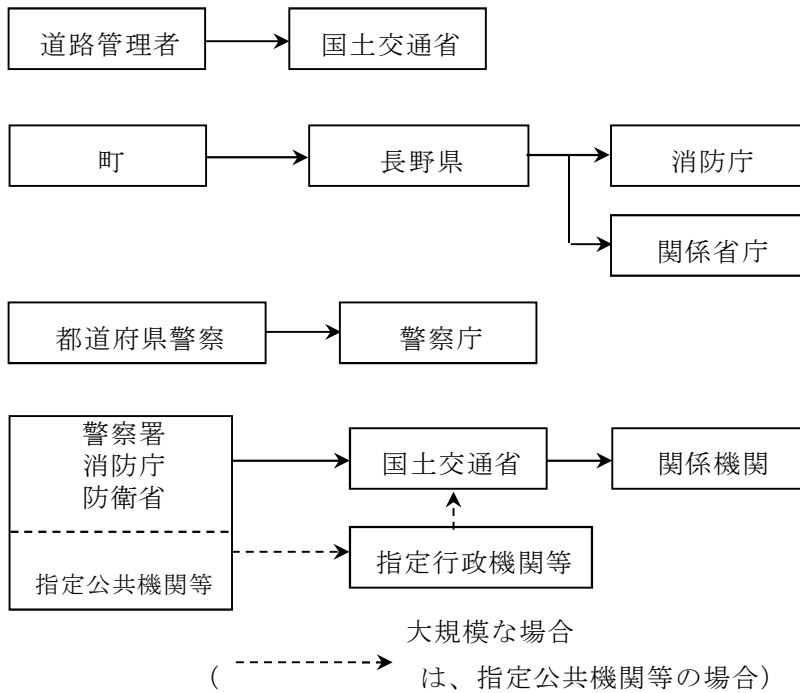 道路管理者
国土交通省
町
長野県
消防庁
関係省庁
都道府県警察
警察庁
警察署
消防庁
防衛省
指定公共機関等
国土交通省
関係機関
指定行政機関等
大規模な場合
( は、指定公共機関等の場合)